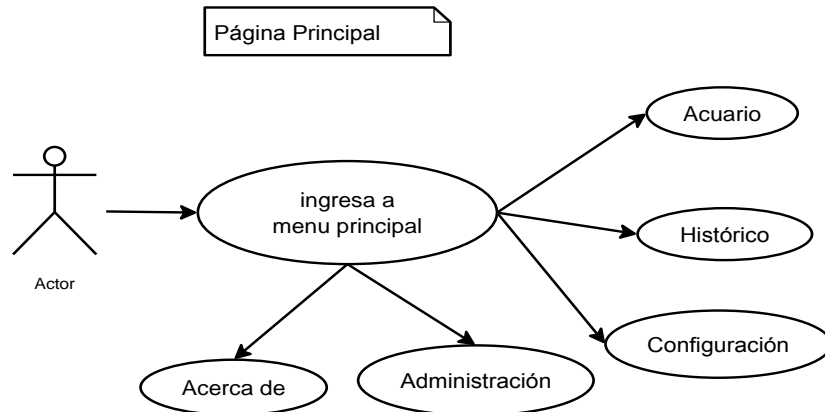 Página Principal
Acuario
ingresa a
menu principal
Histórico
Actor
Configuración
Acerca de
Administración